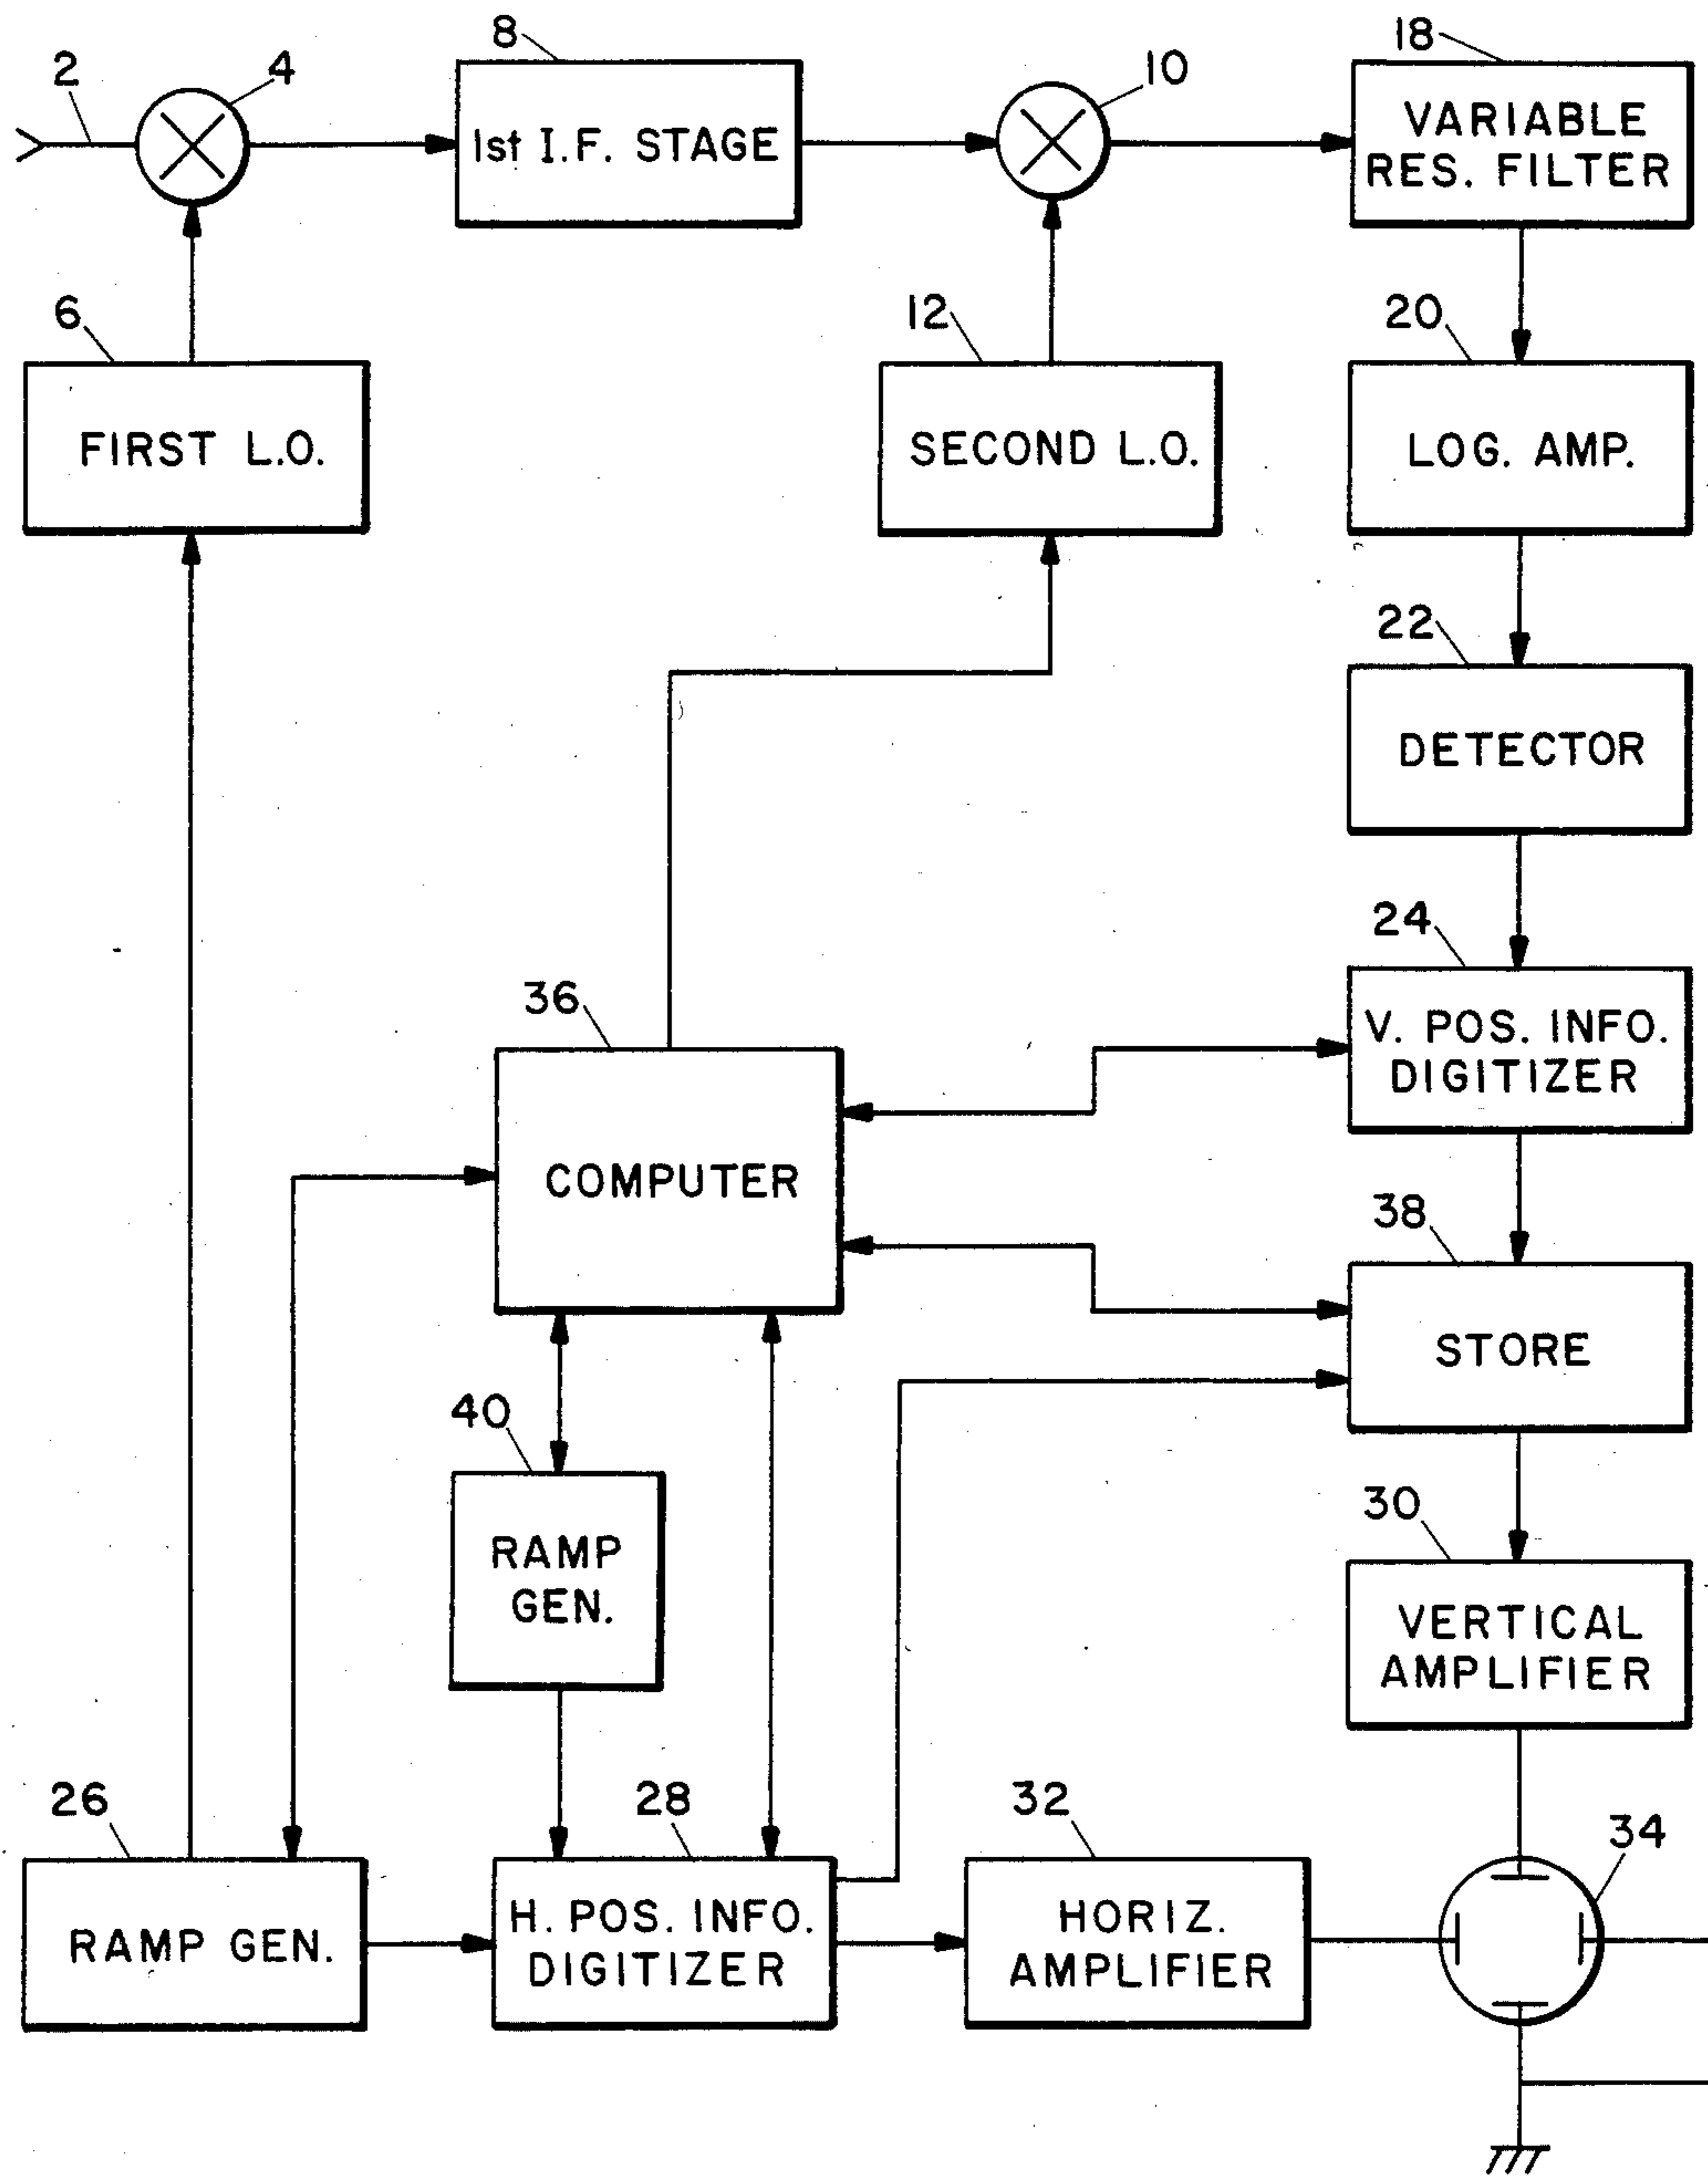 2
4
8
1st I.F. STAGE
10
18
VARIABLE
RES. FILTER
6
FIRST L.O.
12
SECOND L.O.
20
LOG. AMP.
22
DETECTOR
24
V. POS. INFO.
DIGITIZER
36
COMPUTER
38
STORE
40
RAMP
GEN.
30
VERTICAL
AMPLIFIER
26
RAMP GEN.
28
H. POS. INFO.
DIGITIZER
32
HORIZ.
AMPLIFIER
34